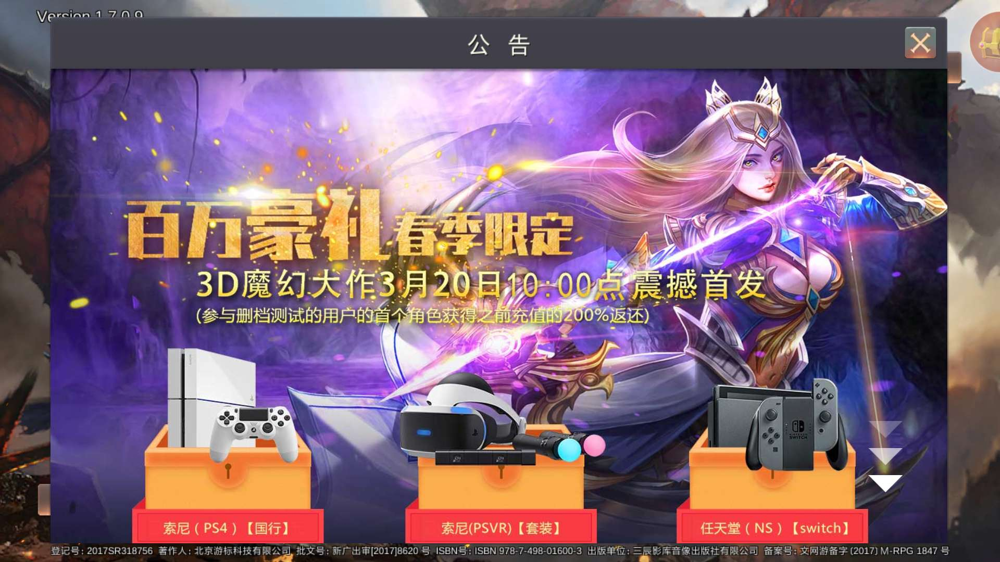 Version 1.7.0.9
公 告
百万豪礼 春季限定
3D魔幻大作3月20日10:00点 震撼首发
(参与删档测试的用户的首个角色获得之前充值的200%返还)
NINTENDO
SWITCH
索尼（PS4）【国行】
索尼(PSVR)【套装】
任天堂（NS）【switch】
登记号: 2017SR318756 著作人: 北京游标科技有限公司 批文号: 新广出审[2017]8620 号 ISBN号: ISBN 978-7-498-01600-3 出版单位: 三辰影库音像出版社有限公司 备案号: 文网游备字 (2017) M-RPG 1847 号